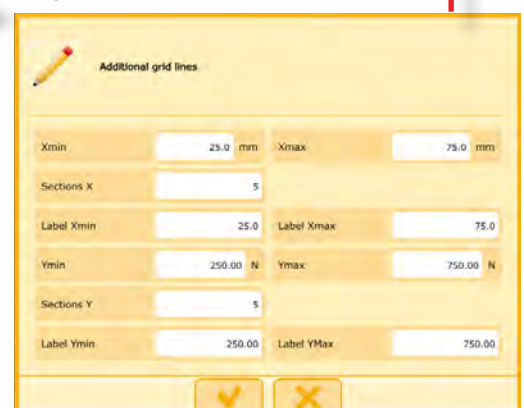 Additional grid lines
Xmin 25.0 mm Xmax 75.0 mm
Sections X 5
Label Xmin 25.0 Label Xmax 75.0
Ymin 250.00 N Ymax 750.00 N
Sections Y 5
Label Ymin 250.00 Label YMax 750.00